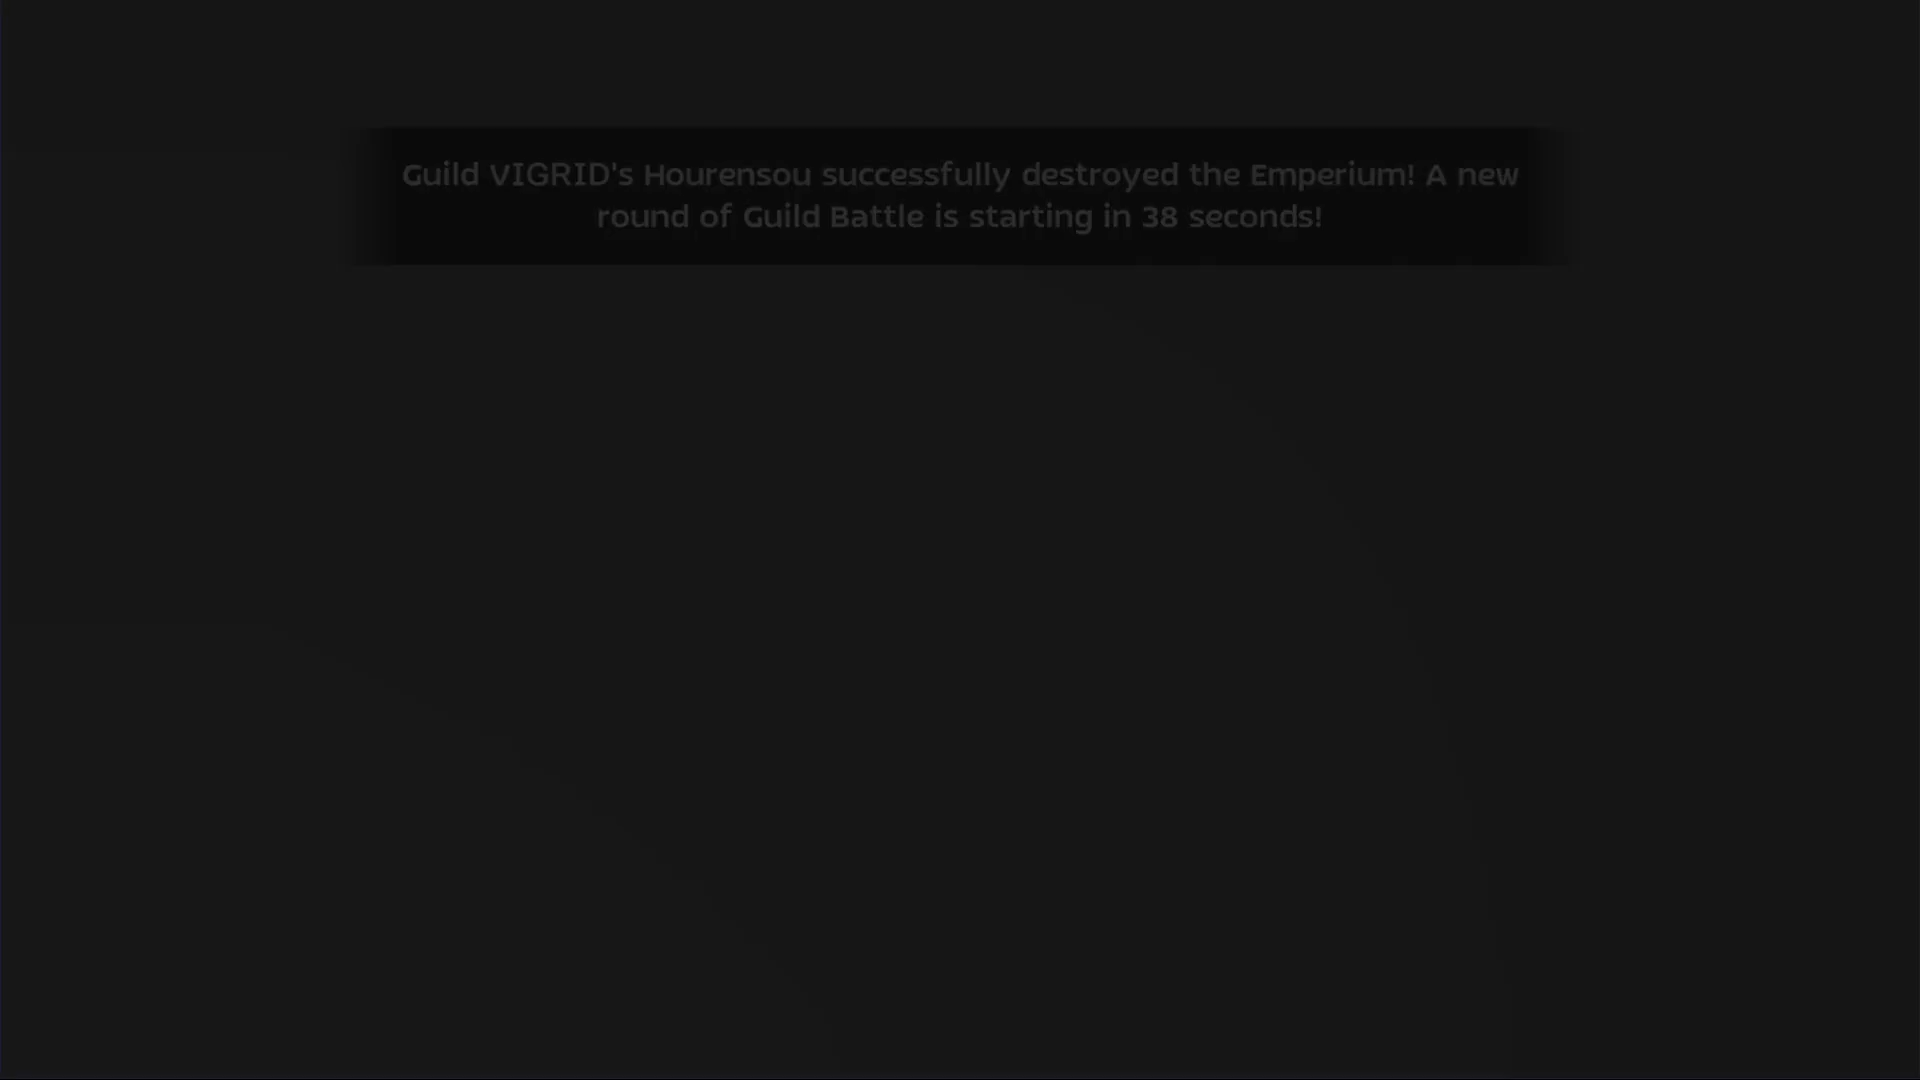 Guild VIGRID's Hourensou successfully destroyed the Emperium! A new
round of Guild Battle is starting in 38 seconds!